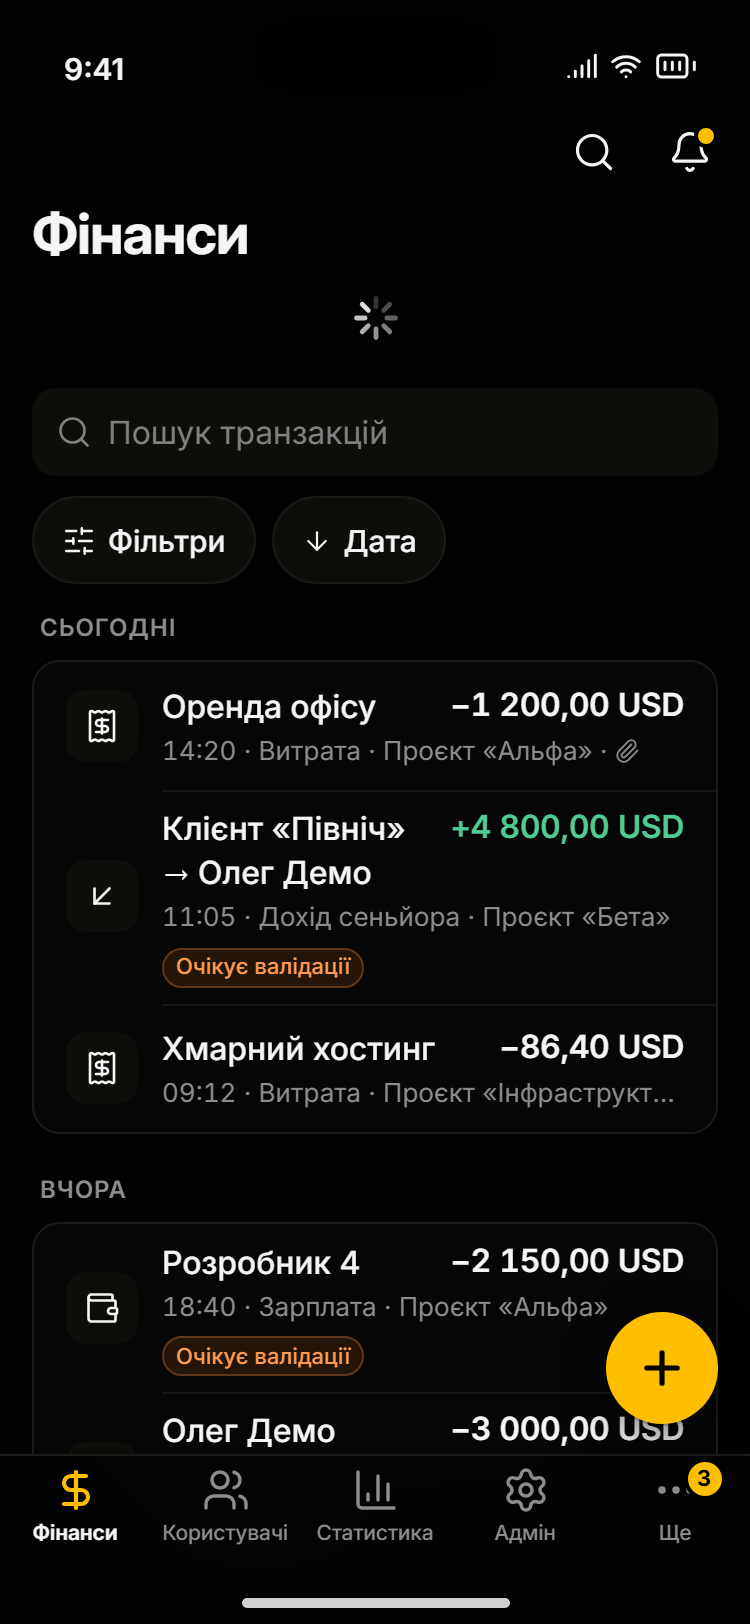 9:41
Фінанси
Пошук транзакцій
Фільтри
Дата
СЬОГОДНІ
Оренда офісу −1 200,00 USD
14:20 · Витрата · Проєкт «Альфа» ·
Клієнт «Північ» +4 800,00 USD
→ Олег Демо
11:05 · Дохід сеньйора · Проєкт «Бета»
Очікує валідації
Хмарний хостинг −86,40 USD
09:12 · Витрата · Проєкт «Інфраструкт…
ВЧОРА
Розробник 4 −2 150,00 USD
18:40 · Зарплата · Проєкт «Альфа»
Очікує валідації
Олег Демо −3 000,00 USD
3
Фінанси Користувачі Статистика Адмін Ще